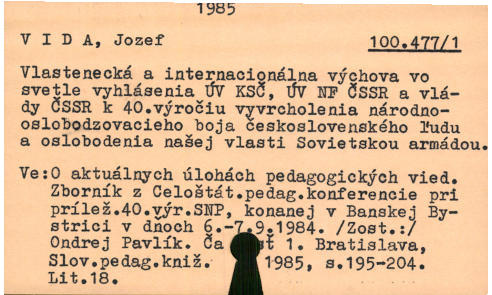 1985
V I D A, Jozef 100.477/1
Vlastenecká a internacionálna výchova vo
svetle vyhlásenia ÚV KSČ, ÚV NF ČSSR a vlá-
dy ČSSR k 40.výročiu vyvrcholenia národno-
oslobodzovacieho boja československého ľudu
a oslobodenia našej vlasti Sovietskou armádou.
Ve:O aktuálnych úlohách pedagogických vied.
Zborník z Celoštát.pedag.konferencie pri
prílež.40.výr.SNP, konanej v Banskej By-
strici v dnoch 6.-7.9.1984. /Zost.:/
Ondrej Pavlík. 1. Bratislava,
Slov.pedag.kniž. 1985, s.195-204.
Lit.18.